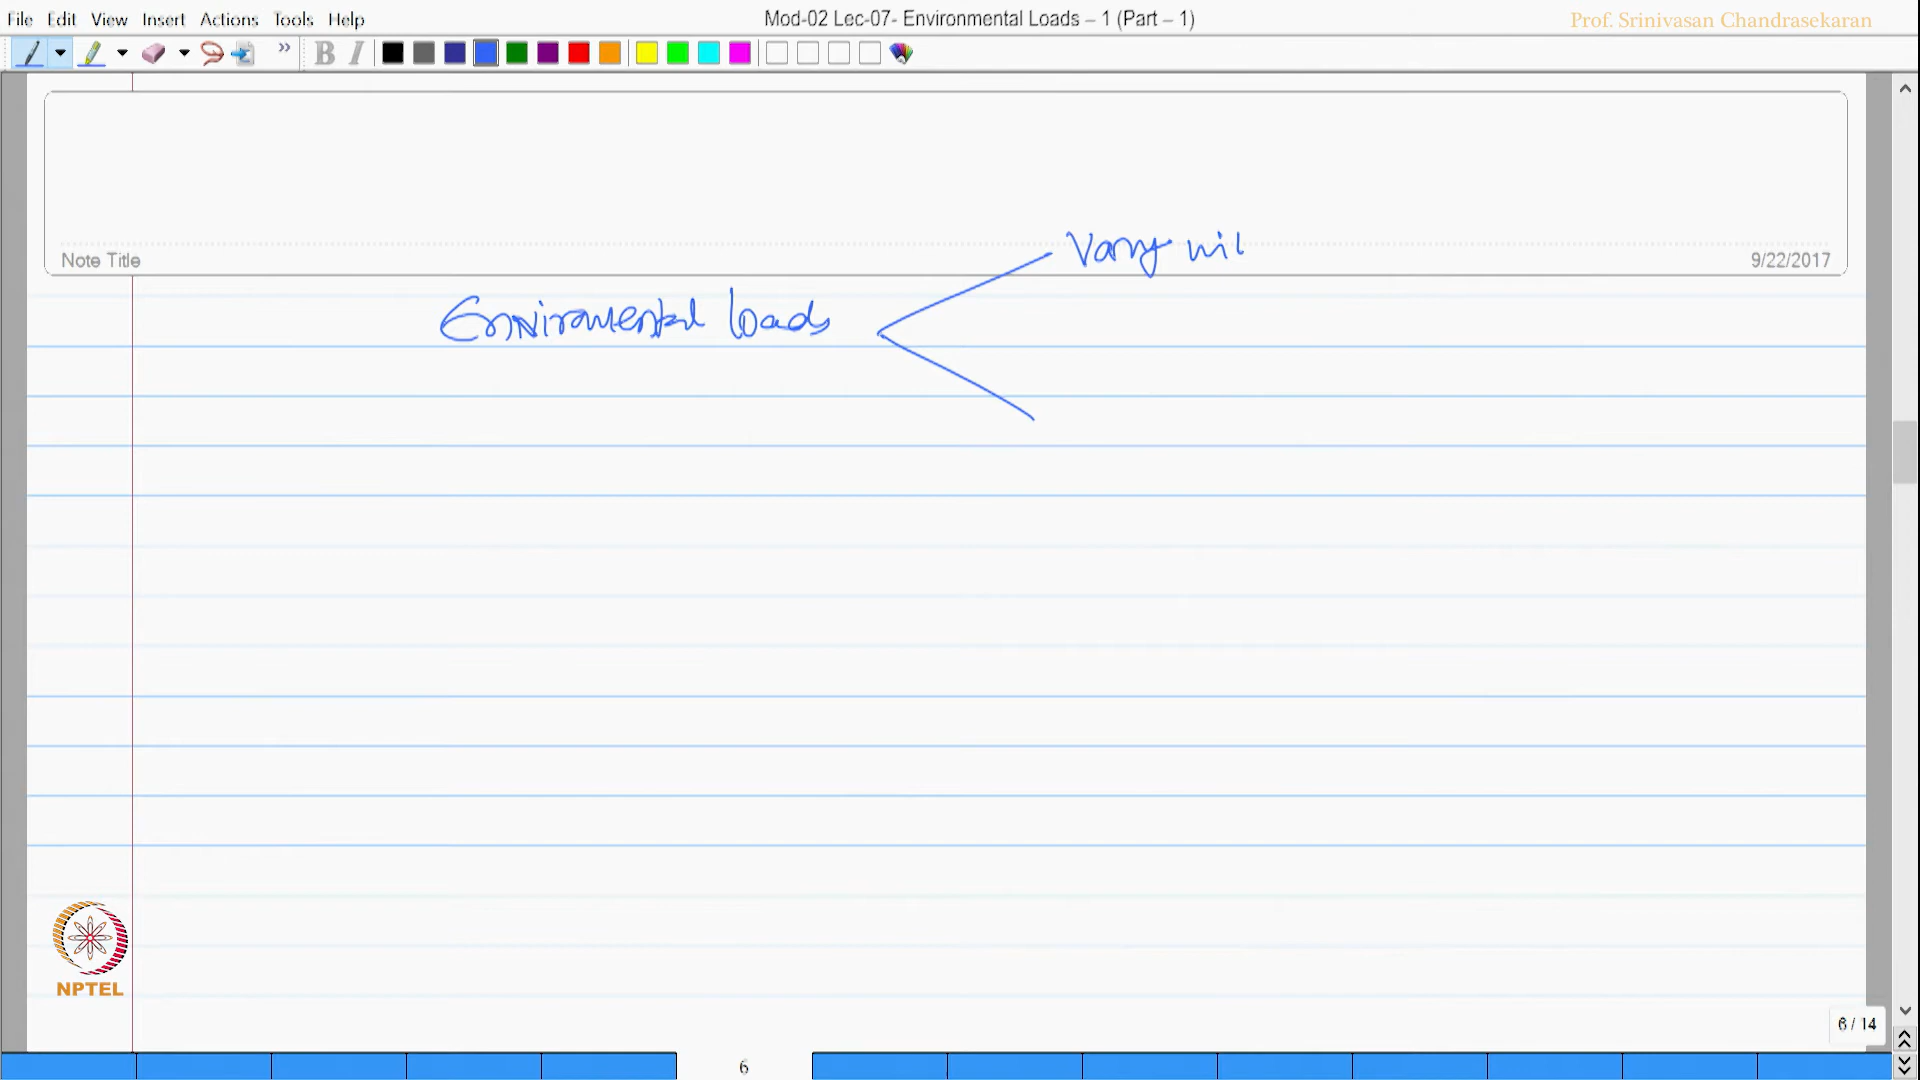 File Edit View Insert Actions Tools Help
Mod-02 Lec-07- Environmental Loads – 1 (Part – 1)
Prof. Srinivasan Chandrasekaran
B I
Vary wit
Note Title
9/22/2017
Environmental loads
NPTEL
6 / 14
6